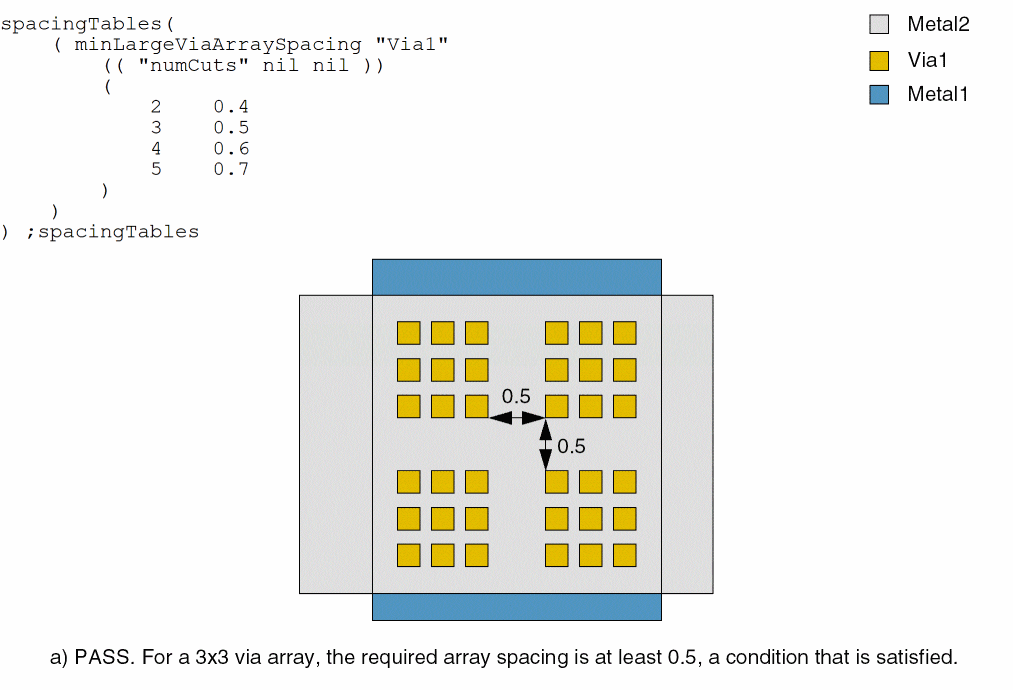 spacingTables(
( minLargeViaArraySpacing "Via1"
(( "numCuts" nil nil ))
(
2 0.4
3 0.5
4 0.6
5 0.7
)
)
) ;spacingTables
Metal2
Via1
Metal1
0.5
0.5
a) PASS. For a 3x3 via array, the required array spacing is at least 0.5, a condition that is satisfied.